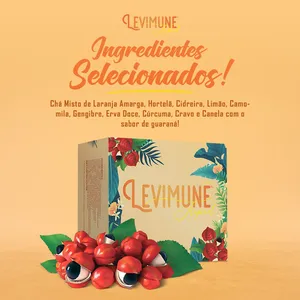 LEVIMUNE
Ingredientes
Selecionados!
Chá Misto de Laranja Amarga, Hortelã, Cidreira, Limão, Camo-
mila, Gengibre, Erva Doce, Cúrcuma, Cravo e Canela com o
sabor de guaraná!
LEVIMUNE